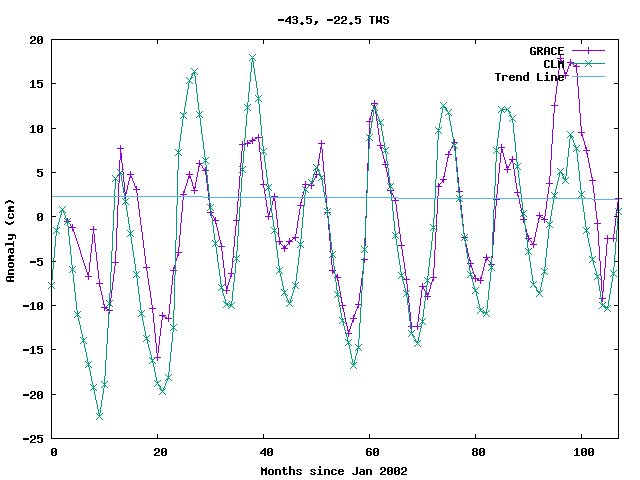 -43.5, -22.5 TWS
GRACE
CLM
Trend Line
20
15
10
5
0
-5
-10
-15
-20
-25
Anomaly (cm)
0 20 40 60 80 100
Months since Jan 2002